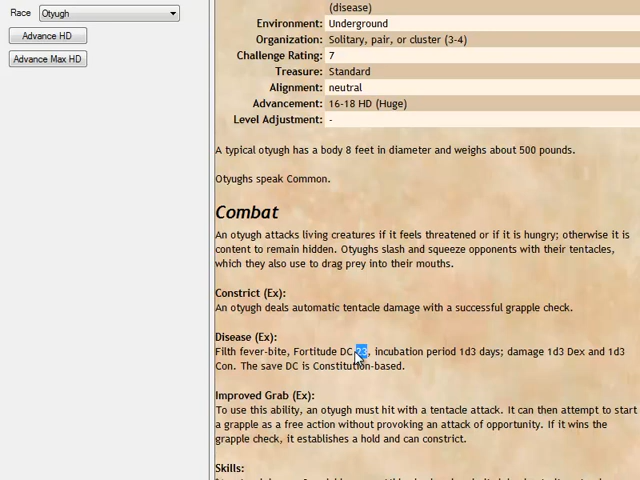 Race Otyugh
Advance HD
Advance Max HD
(disease)
Environment: Underground
Organization: Solitary, pair, or cluster (3-4)
Challenge Rating: 7
Treasure: Standard
Alignment: neutral
Advancement: 16-18 HD (Huge)
Level Adjustment: -
A typical otyugh has a body 8 feet in diameter and weighs about 500 pounds.
Otyughs speak Common.
Combat
An otyugh attacks living creatures if it feels threatened or if it is hungry; otherwise it is
content to remain hidden. Otyughs slash and squeeze opponents with their tentacles,
which they also use to drag prey into their mouths.
Constrict (Ex):
An otyugh deals automatic tentacle damage with a successful grapple check.
Disease (Ex):
Filth fever-bite, Fortitude DC 23, incubation period 1d3 days; damage 1d3 Dex and 1d3
Con. The save DC is Constitution-based.
Improved Grab (Ex):
To use this ability, an otyugh must hit with a tentacle attack. It can then attempt to start
a grapple as a free action without provoking an attack of opportunity. If it wins the
grapple check, it establishes a hold and can constrict.
Skills: